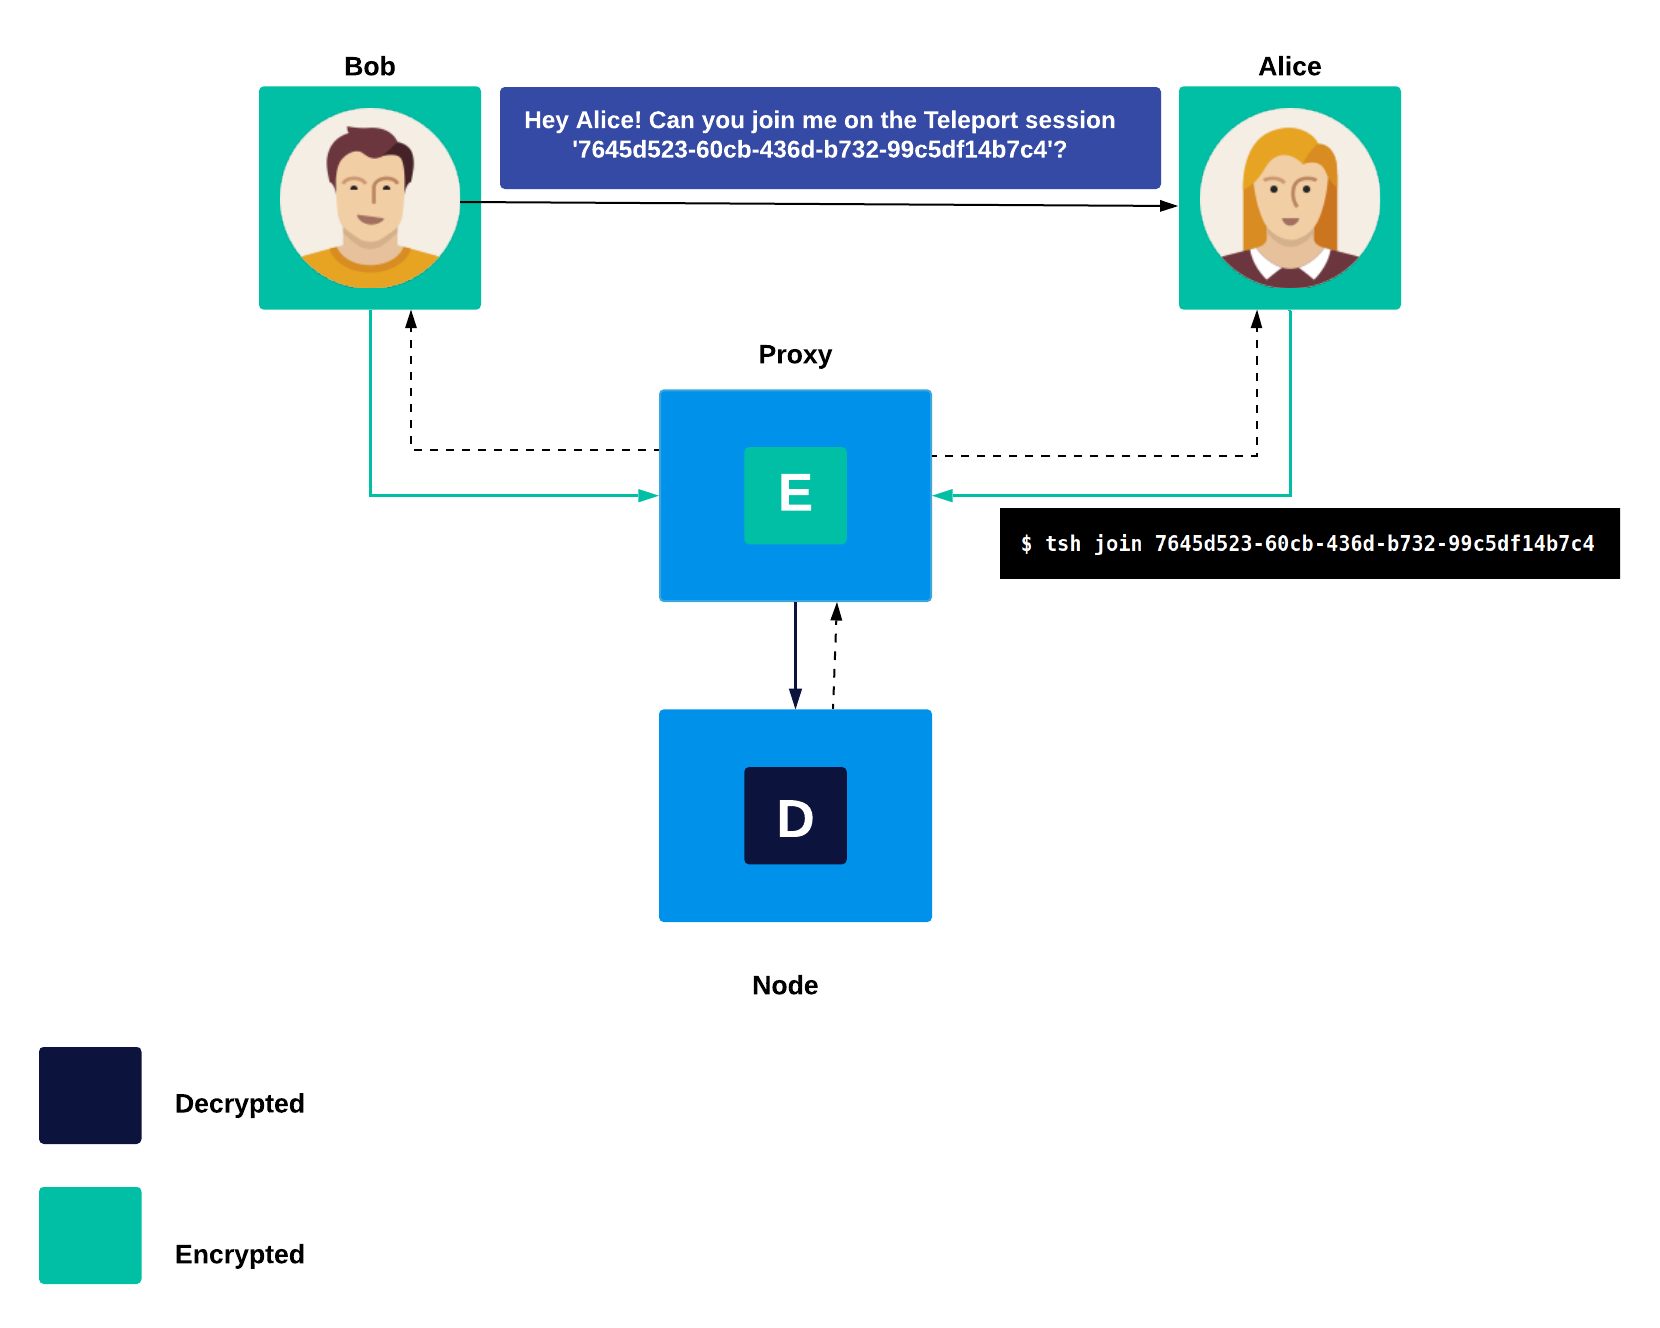 Bob
Alice
Hey Alice! Can you join me on the Teleport session
'7645d523-60cb-436d-b732-99c5df14b7c4'?
Proxy
E
$ tsh join 7645d523-60cb-436d-b732-99c5df14b7c4
D
Node
Decrypted
Encrypted